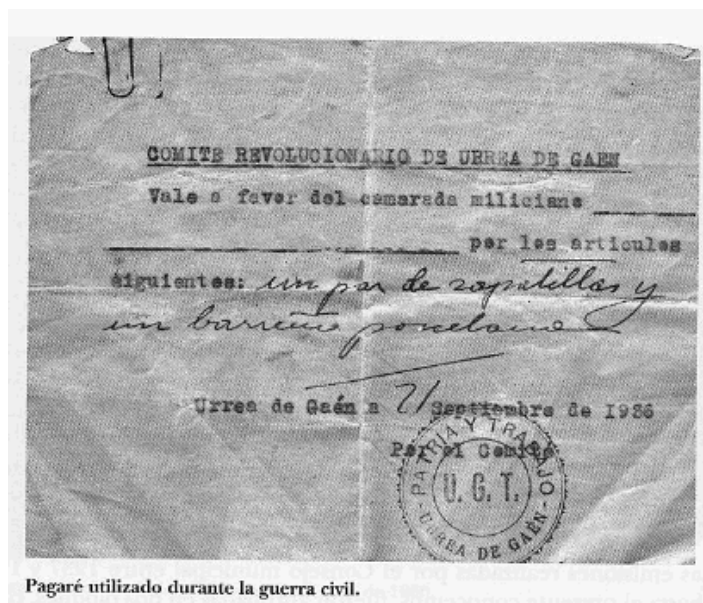 COMITE REVOLUCIONARIO DE URREA DE GAEN
Vale a favor del camarada miliciano
por los articulos
siguientes: un par de zapatillas y
un barreño porcelana
Urrea de Gaén a 21 Septiembre de 1936
Por el Comité
PATRIA Y TRABAJO
U. G. T.
- URREA DE GAÉN -
Pagaré utilizado durante la guerra civil.